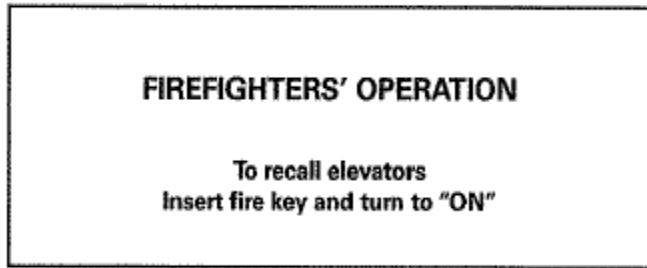 FIREFIGHTERS' OPERATION
To recall elevators
Insert fire key and turn to "ON"